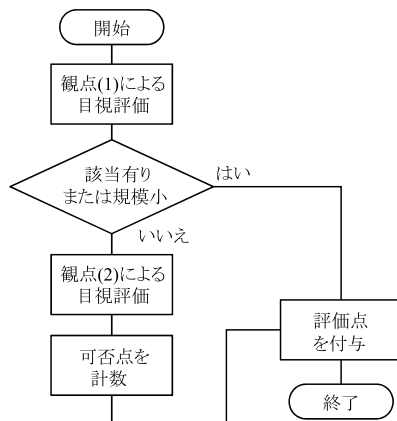 開始
観点(1)による
目視評価
該当有り
または規模小
はい
いいえ
観点(2)による
目視評価
可否点を
計数
評価点
を付与
終了